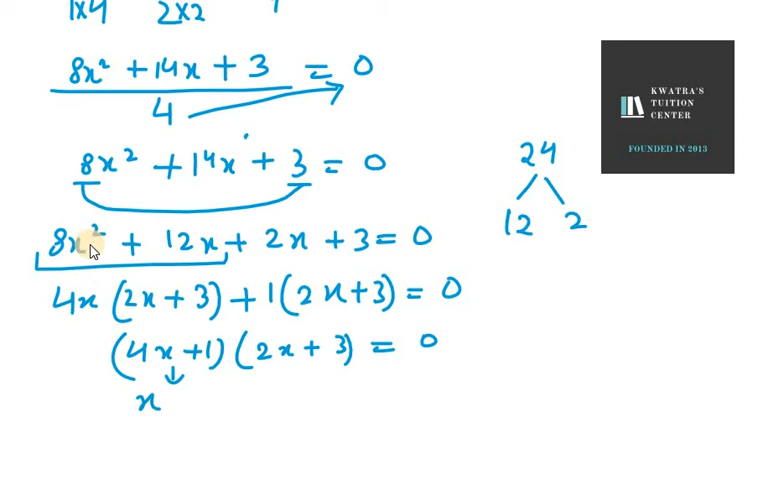 1x4 2x2
8x² + 14x + 3 = 0
4
8x² + 14x + 3 = 0
8x² + 12x + 2x + 3 = 0
4x (2x + 3) + 1 (2x + 3) = 0
(4x + 1) (2x + 3) = 0
x
KWATRA'S
TUITION
CENTER
FOUNDED IN 2013
24
12 2